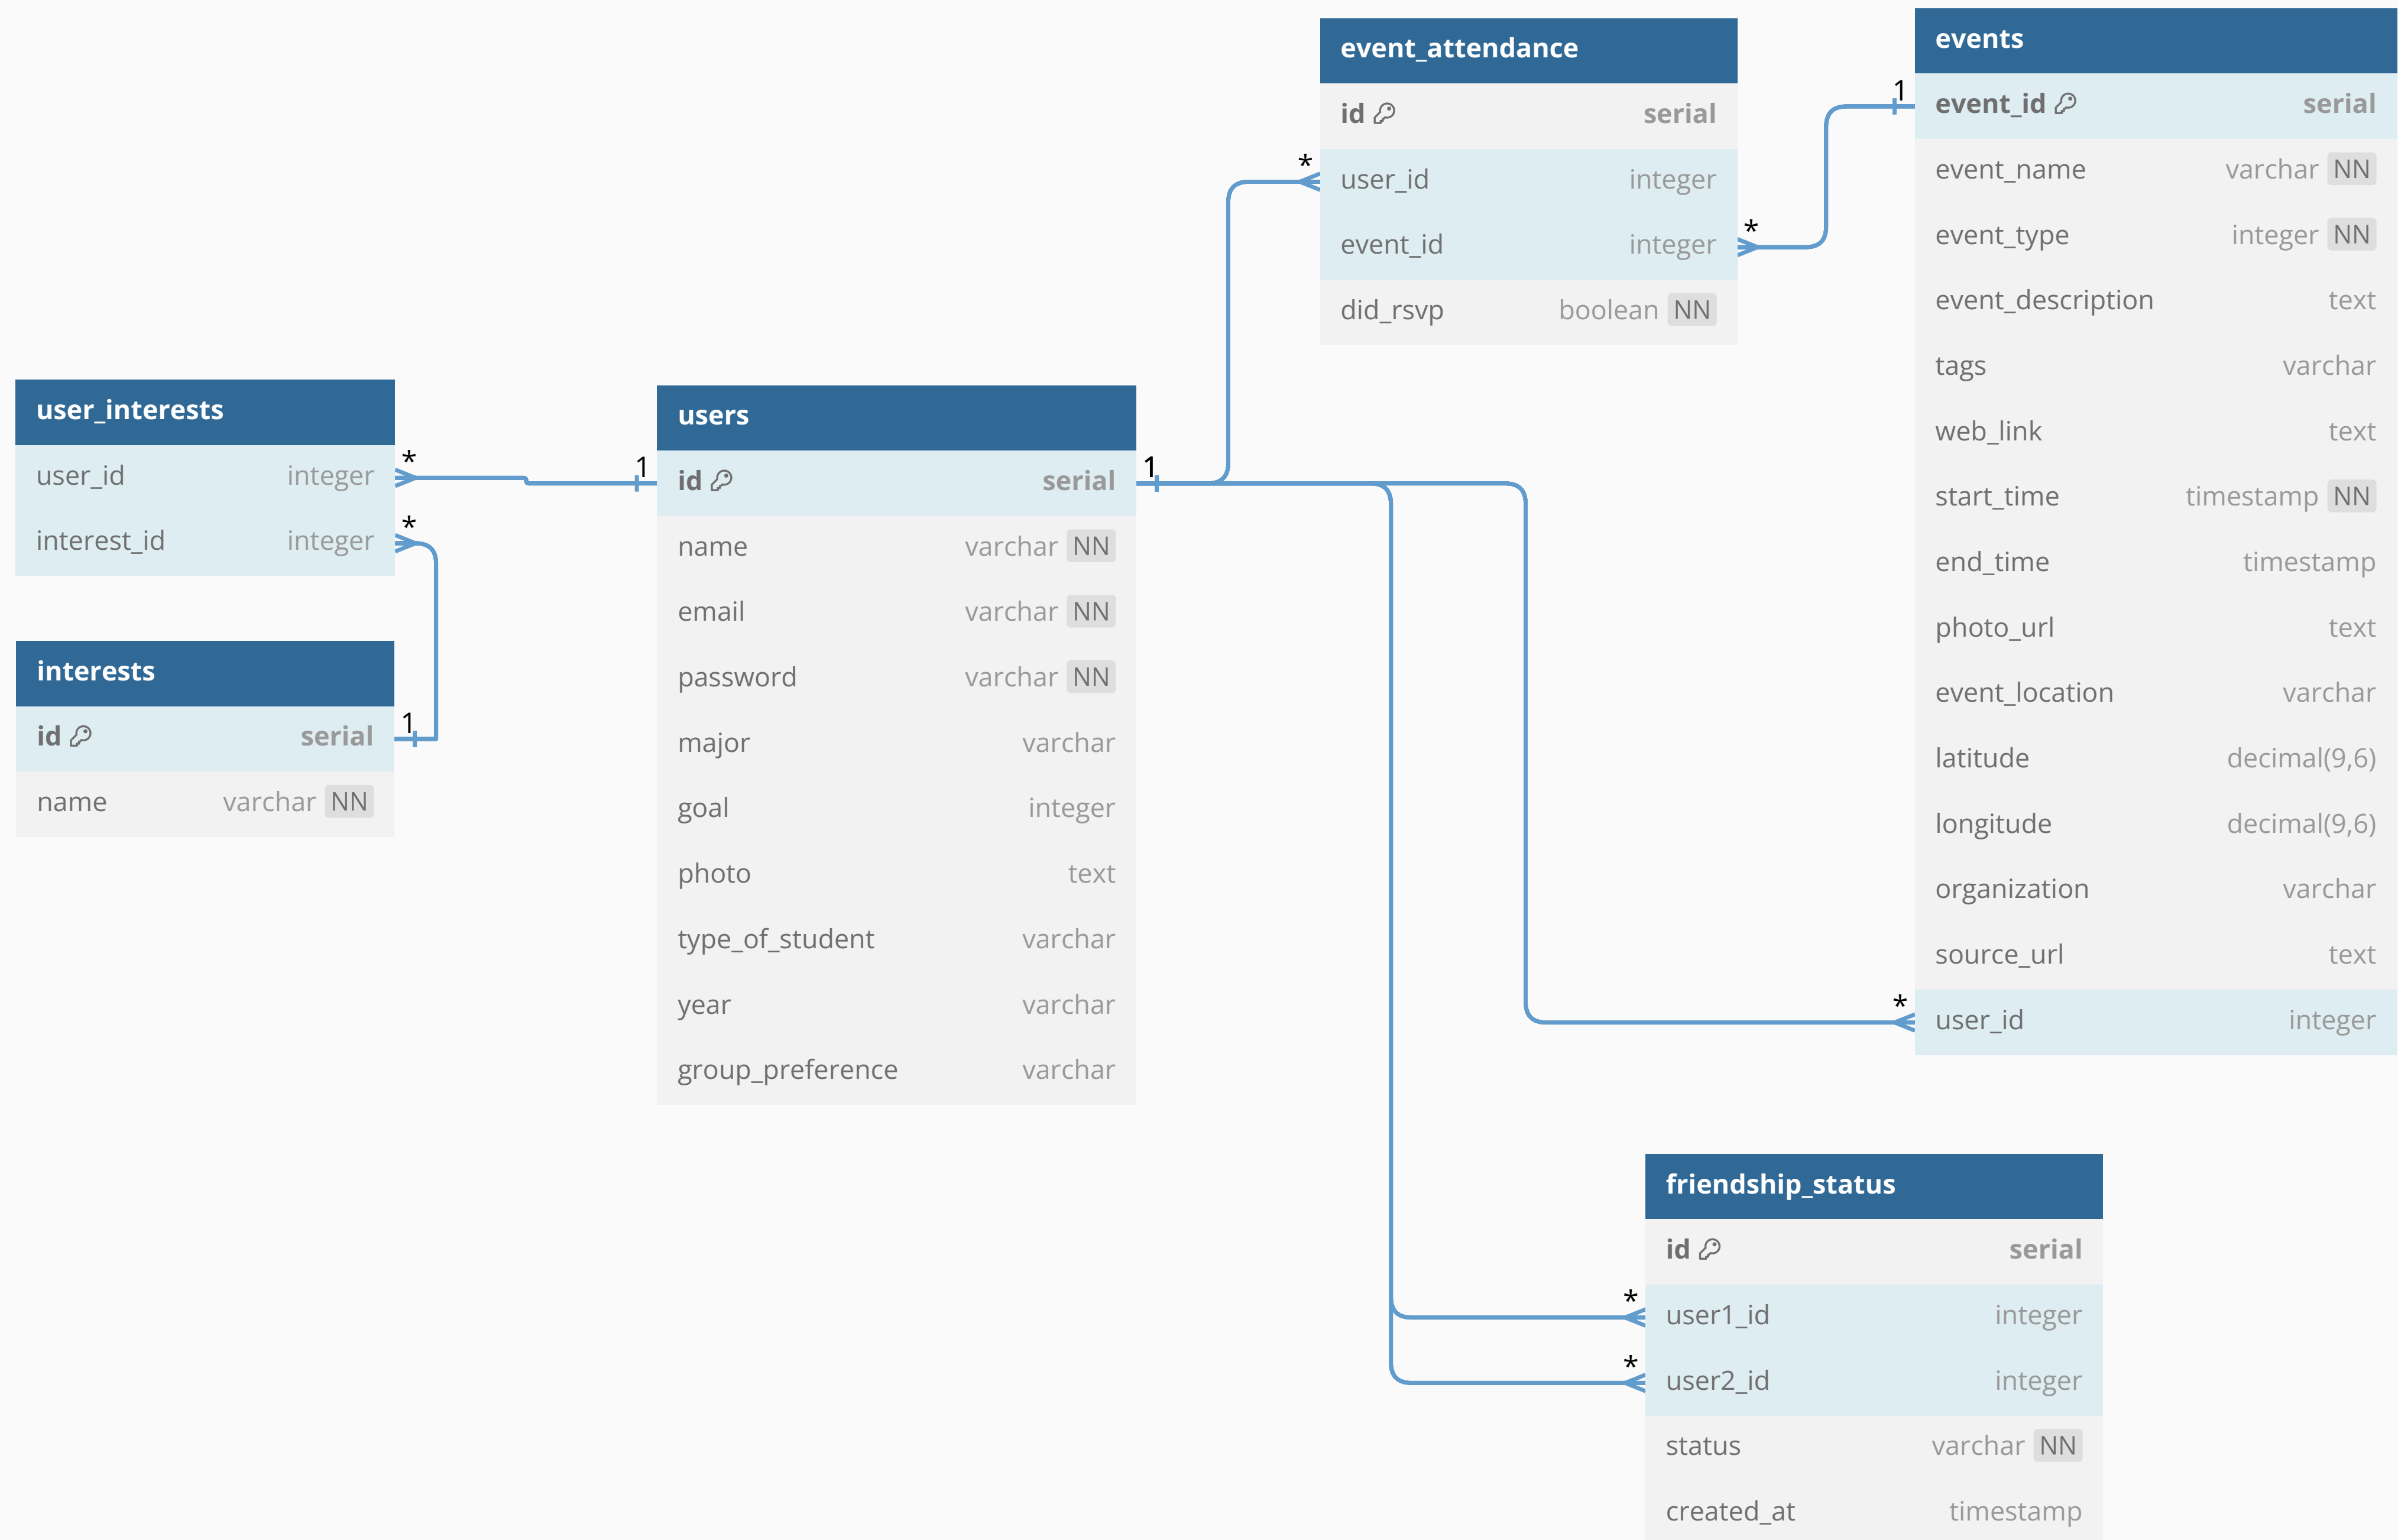 user_interests
user_id integer
interest_id integer
interests
id serial
name varchar NN
users
id serial
name varchar NN
email varchar NN
password varchar NN
major varchar
goal integer
photo text
type_of_student varchar
year varchar
group_preference varchar
event_attendance
id serial
user_id integer
event_id integer
did_rsvp boolean NN
events
event_id serial
event_name varchar NN
event_type integer NN
event_description text
tags varchar
web_link text
start_time timestamp NN
end_time timestamp
photo_url text
event_location varchar
latitude decimal(9,6)
longitude decimal(9,6)
organization varchar
source_url text
user_id integer
friendship_status
id serial
user1_id integer
user2_id integer
status varchar NN
created_at timestamp
*
1
*
1
1
*
*
1
*
*
*